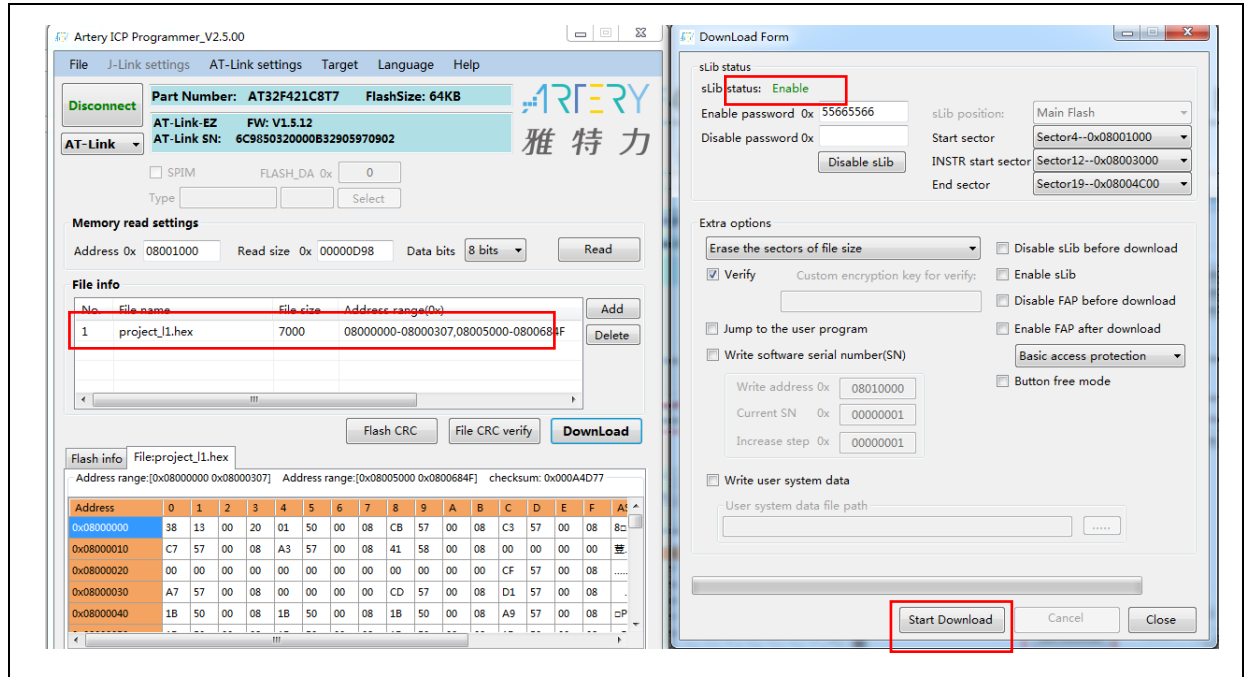 Artery ICP Programmer_V2.5.00
File J-Link settings AT-Link settings Target Language Help
Disconnect
Part Number: AT32F421C8T7 FlashSize: 64KB
AT-Link-EZ FW: V1.5.12
AT-Link AT-Link SN: 6C9850320000B32905970902
ARTERY
雅特力
SPIM FLASH_DA 0x 0
Type Select
Memory read settings
Address 0x 08001000 Read size 0x 00000D98 Data bits 8 bits Read
File info
No. File name File size Address range(0x) Add
1 project_l1.hex 7000 08000000-08000307,08005000-0800684F Delete
Flash CRC File CRC verify DownLoad
Flash info File:project_l1.hex
Address range:[0x08000000 0x08000307] Address range:[0x08005000 0x0800684F] checksum: 0x000A4D77
Address 0 1 2 3 4 5 6 7 8 9 A B C D E F
0x08000000 38 13 00 20 01 50 00 08 CB 57 00 08 C3 57 00 08
0x08000010 C7 57 00 08 A3 57 00 08 41 58 00 08 00 00 00 00
0x08000020 00 00 00 00 00 00 00 00 00 00 00 00 CF 57 00 08 .....
0x08000030 A7 57 00 08 00 00 00 00 CD 57 00 08 D1 57 00 08
0x08000040 1B 50 00 08 1B 50 00 08 1B 50 00 08 A9 57 00 08
DownLoad Form
sLib status
sLib status: Enable
Enable password 0x 55665566 sLib position: Main Flash
Disable password 0x Start sector Sector4--0x08001000
Disable sLib INSTR start sector Sector12--0x08003000
End sector Sector19--0x08004C00
Extra options
Erase the sectors of file size Disable sLib before download
Verify Custom encryption key for verify: Enable sLib
Disable FAP before download
Jump to the user program Enable FAP after download
Write software serial number(SN) Basic access protection
Write address 0x 08010000 Button free mode
Current SN 0x 00000001
Increase step 0x 00000001
Write user system data
User system data file path
.....
Start Download Cancel Close